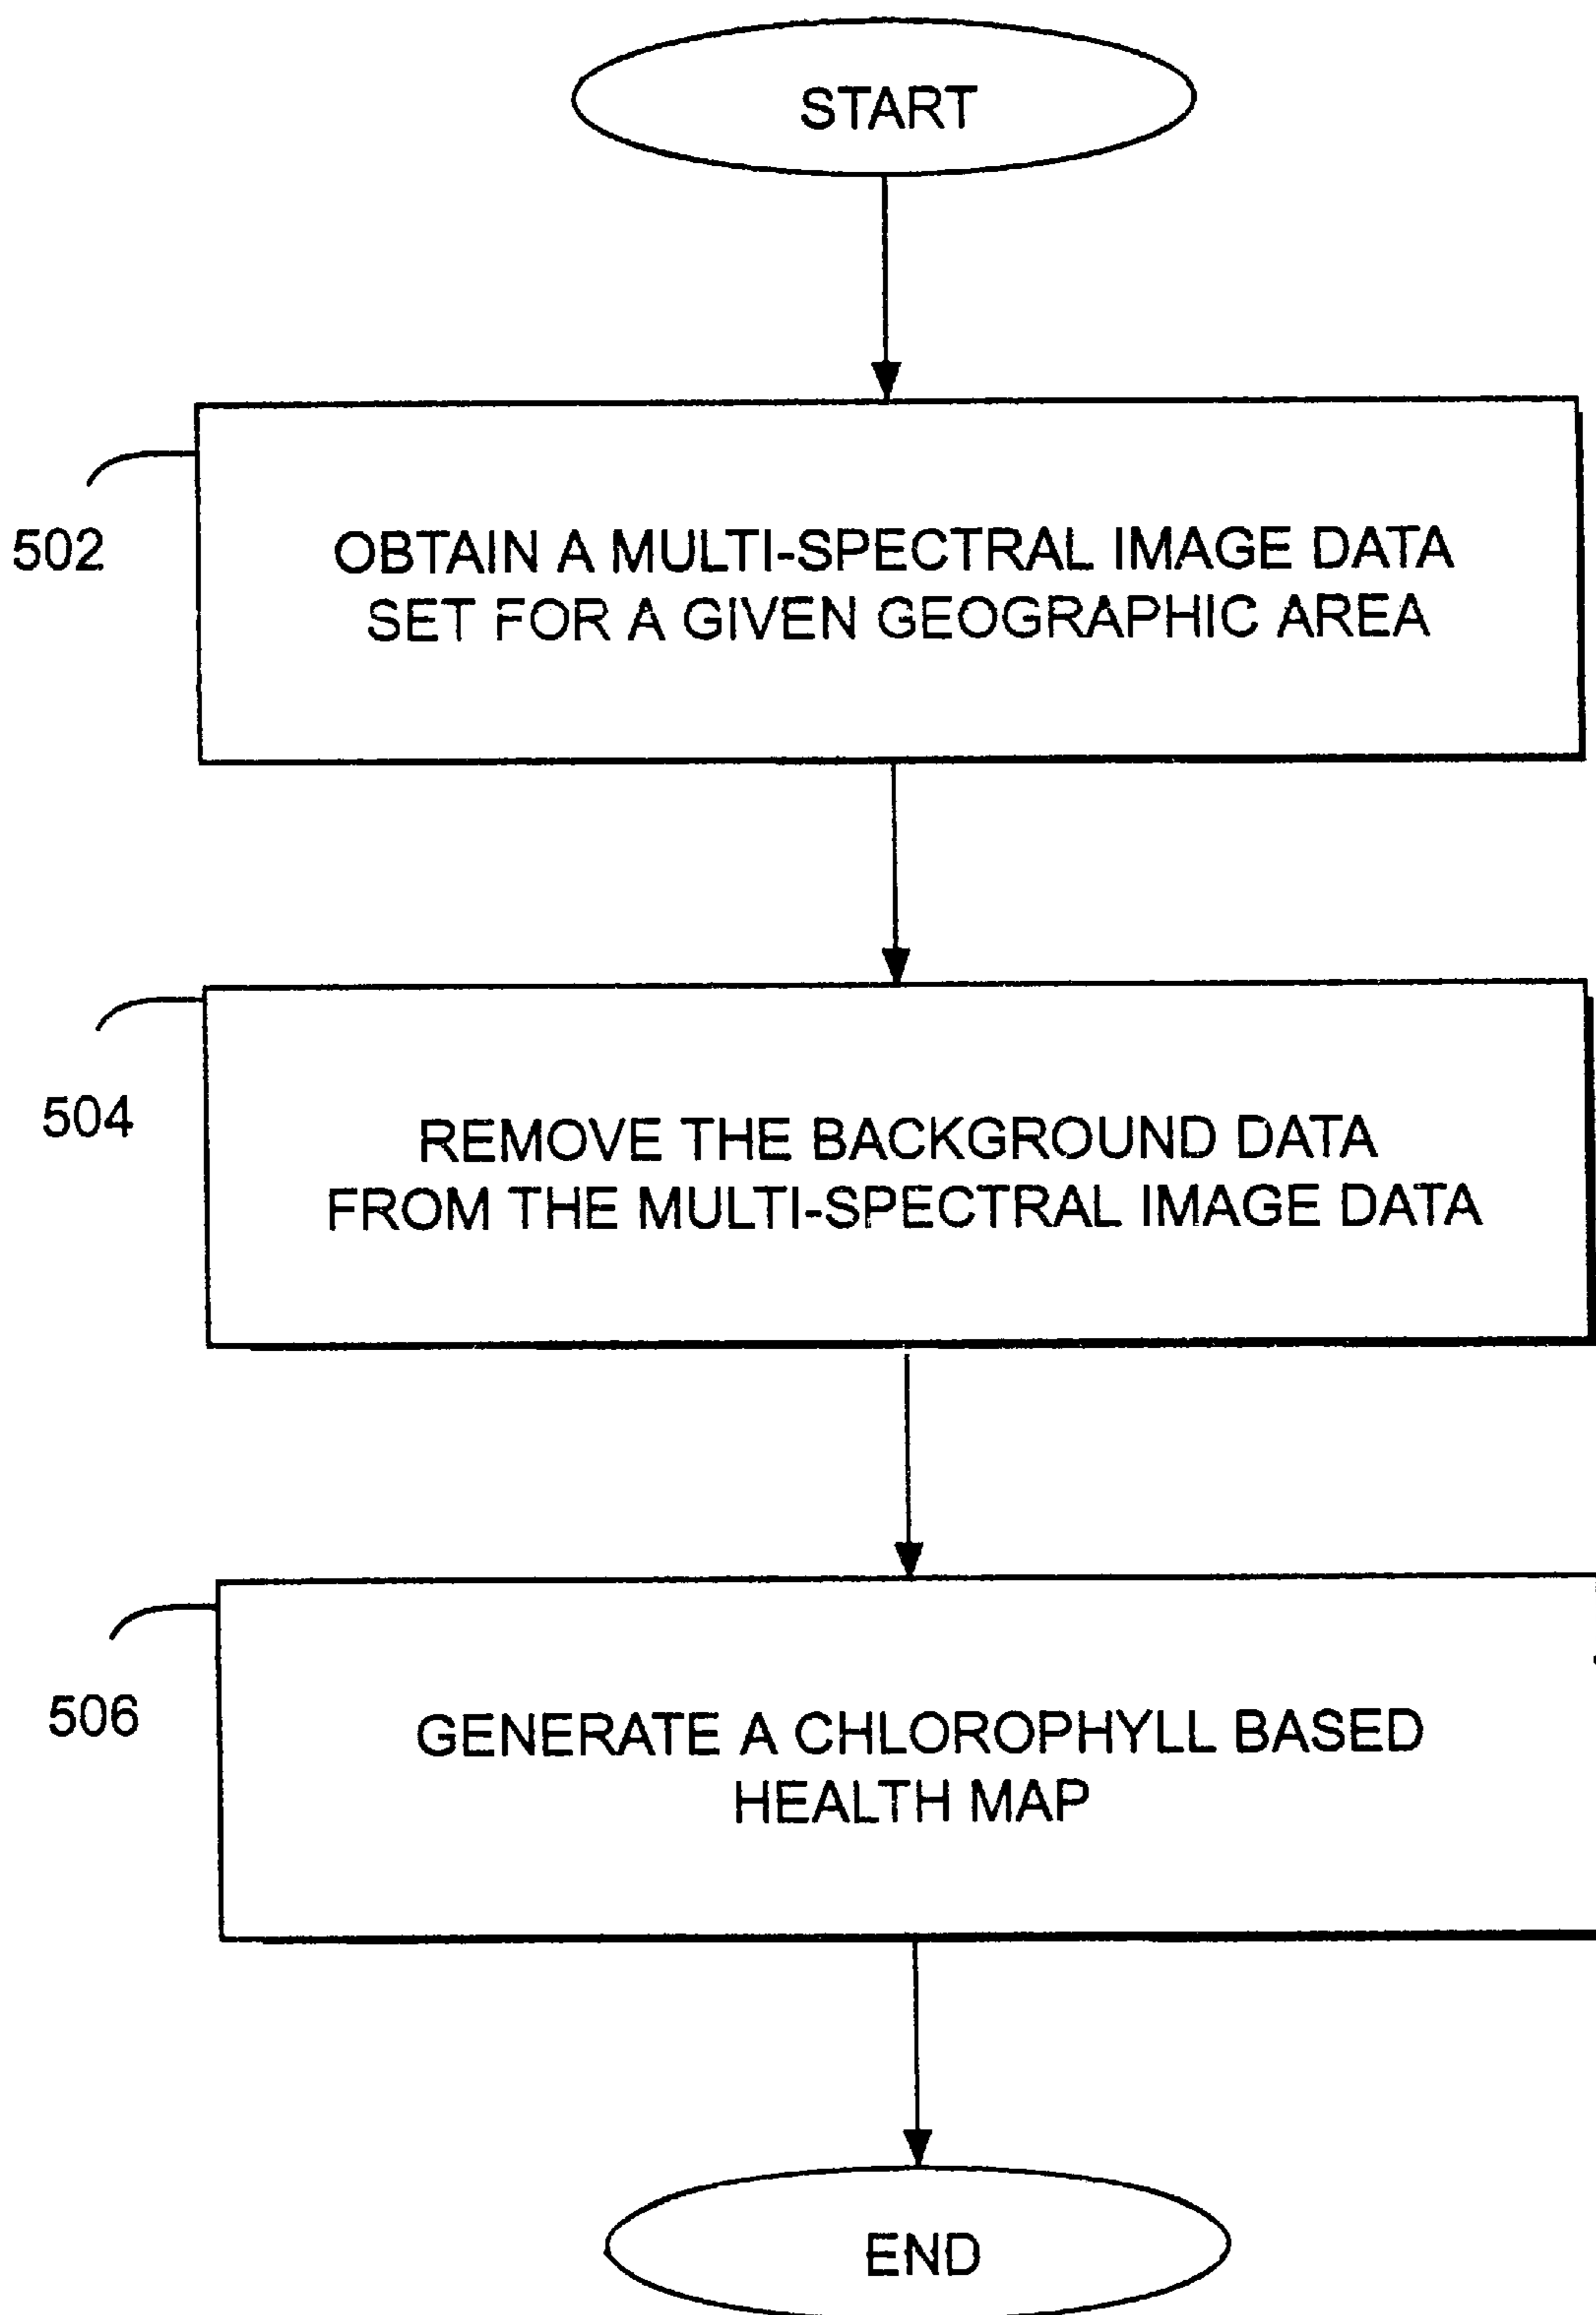 START
502
OBTAIN A MULTI-SPECTRAL IMAGE DATA
SET FOR A GIVEN GEOGRAPHIC AREA
504
REMOVE THE BACKGROUND DATA
FROM THE MULTI-SPECTRAL IMAGE DATA
506
GENERATE A CHLOROPHYLL BASED
HEALTH MAP
END